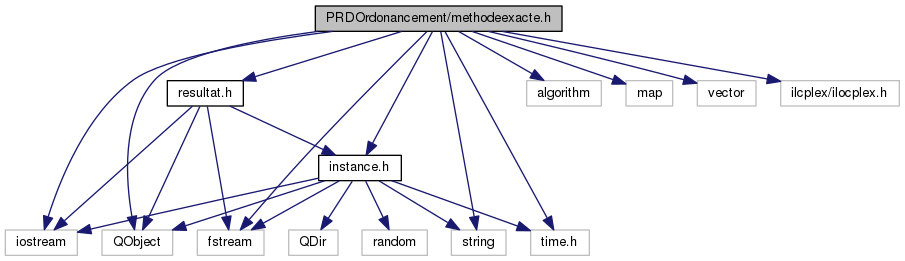 PRDOrdonancement/methodeexacte.h
resultat.h
algorithm
map
vector
ilcplex/ilocplex.h
instance.h
iostream
QObject
fstream
QDir
random
string
time.h